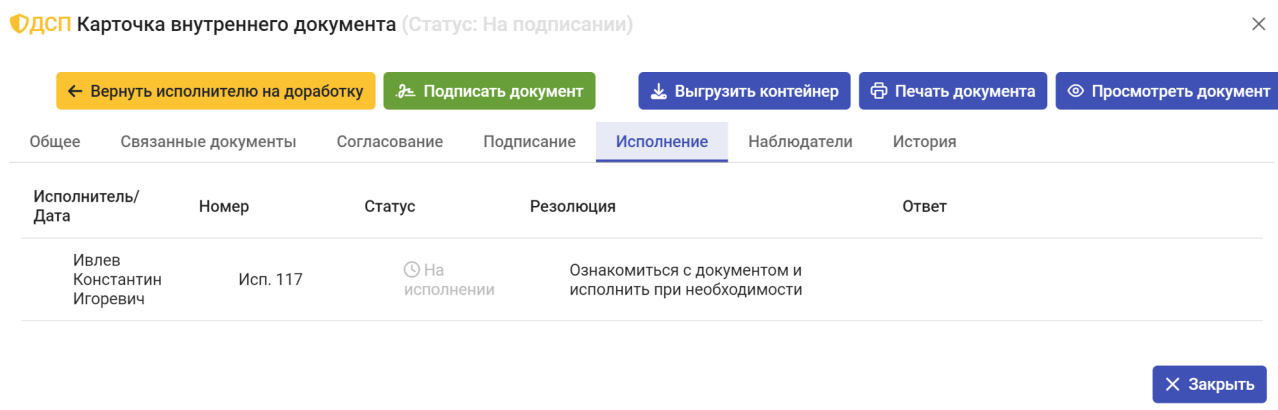 ДСП Карточка внутреннего документа (Статус: На подписании)
Вернуть исполнителю на доработку Подписать документ Выгрузить контейнер Печать документа Просмотреть документ
Общее Связанные документы Согласование Подписание Исполнение Наблюдатели История
Исполнитель/
Дата
Номер
Статус
Резолюция
Ответ
Ивлев
Константин
Игоревич
Исп. 117
На
исполнении
Ознакомиться с документом и
исполнить при необходимости
Закрыть